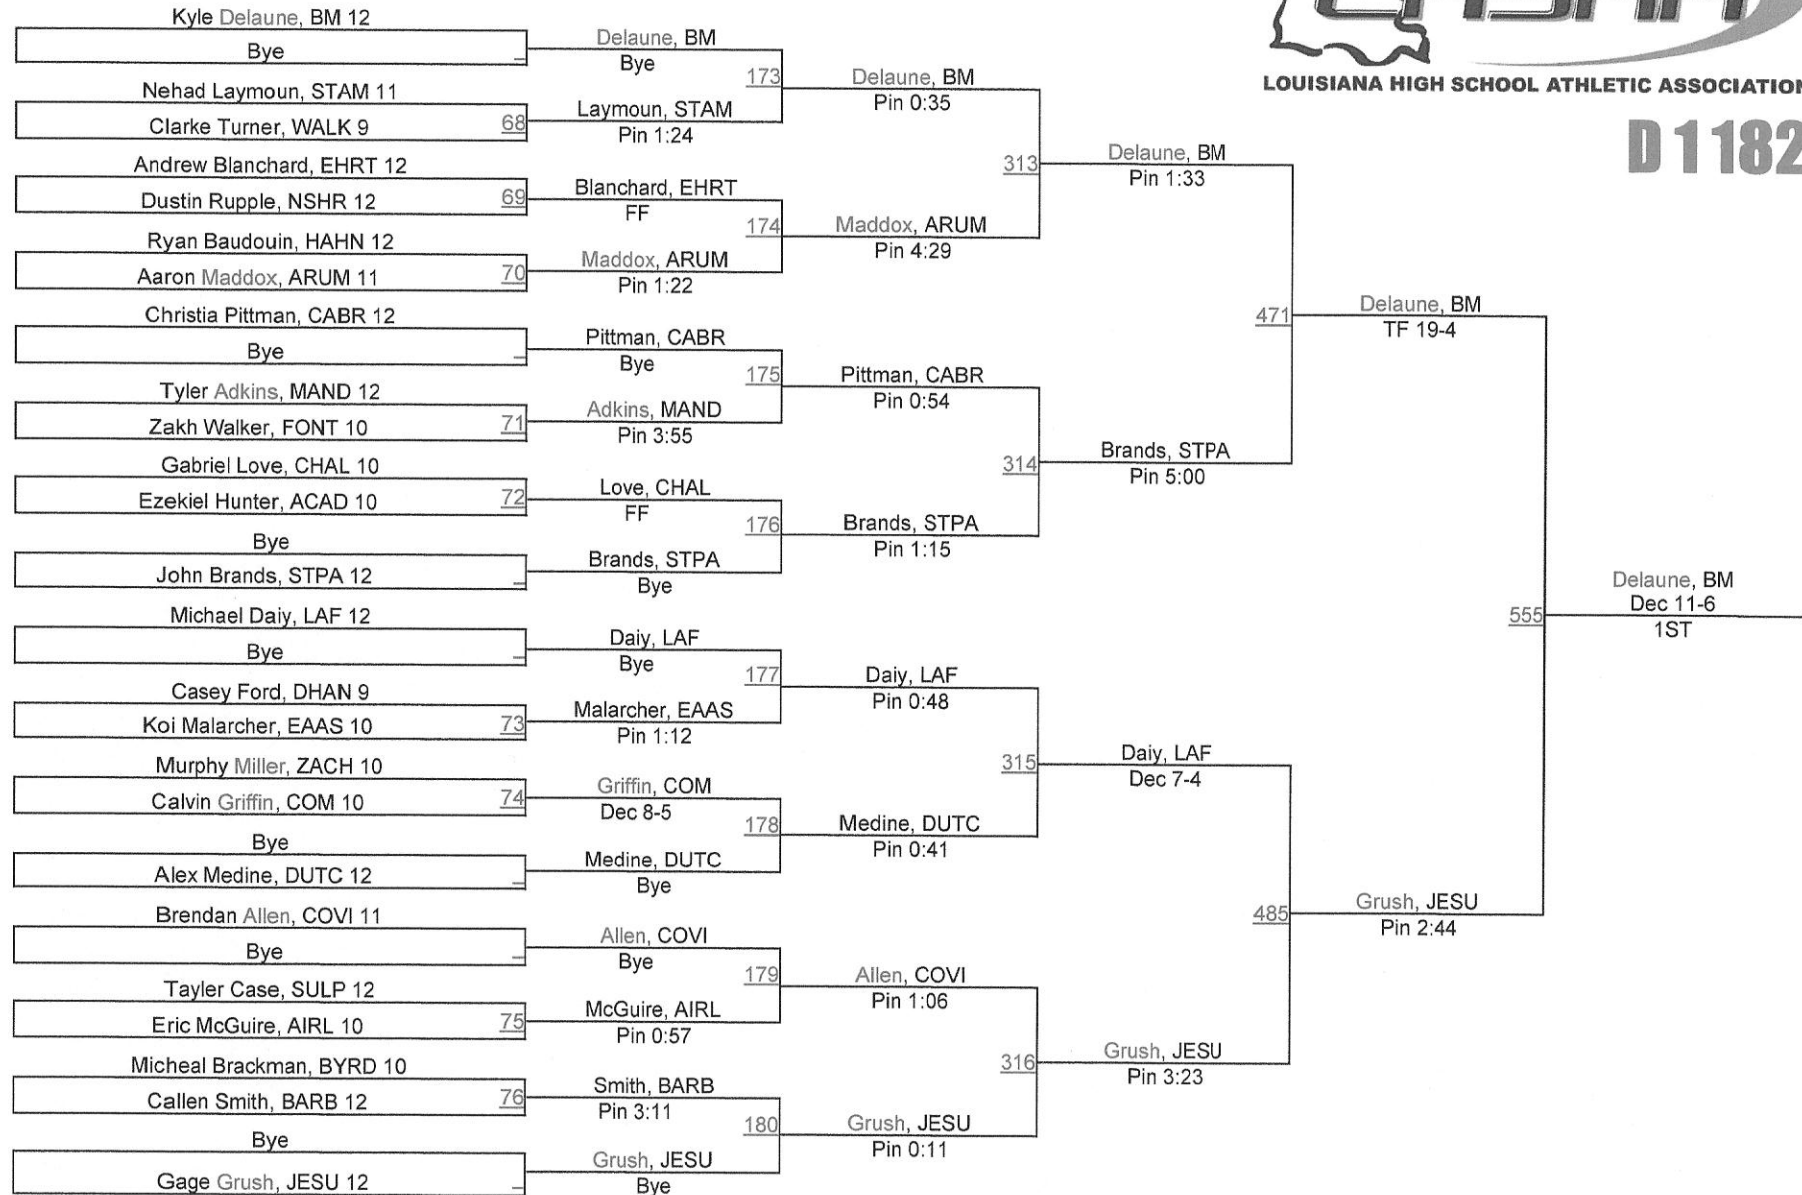 Kyle Delaune, BM 12
Bye
Nehad Laymoun, STAM 11
Clarke Turner, WALK 9
68
Andrew Blanchard, EHRT 12
Dustin Rupple, NSHR 12
69
Ryan Baudouin, HAHN 12
Aaron Maddox, ARUM 11
70
Christia Pittman, CABR 12
Bye
Tyler Adkins, MAND 12
Zakh Walker, FONT 10
71
Gabriel Love, CHAL 10
Ezekiel Hunter, ACAD 10
72
Bye
John Brands, STPA 12
Michael Daiy, LAF 12
Bye
Casey Ford, DHAN 9
Koi Malarcher, EAAS 10
73
Murphy Miller, ZACH 10
Calvin Griffin, COM 10
74
Bye
Alex Medine, DUTC 12
Brendan Allen, COVI 11
Bye
Tayler Case, SULP 12
Eric McGuire, AIRL 10
75
Micheal Brackman, BYRD 10
Callen Smith, BARB 12
76
Bye
Gage Grush, JESU 12
Delaune, BM
Bye
173
Laymoun, STAM
Pin 1:24
Blanchard, EHRT
FF
174
Maddox, ARUM
Pin 1:22
Pittman, CABR
Bye
175
Adkins, MAND
Pin 3:55
Love, CHAL
FF
176
Brands, STPA
Bye
Daiy, LAF
Bye
177
Malarcher, EAAS
Pin 1:12
Griffin, COM
Dec 8-5
178
Medine, DUTC
Bye
Allen, COVI
Bye
179
McGuire, AIRL
Pin 0:57
Smith, BARB
Pin 3:11
180
Grush, JESU
Bye
Delaune, BM
Pin 0:35
313
Maddox, ARUM
Pin 4:29
Pittman, CABR
Pin 0:54
314
Brands, STPA
Pin 1:15
Daiy, LAF
Pin 0:48
315
Medine, DUTC
Pin 0:41
Allen, COVI
Pin 1:06
316
Grush, JESU
Pin 0:11
Delaune, BM
Pin 1:33
471
Brands, STPA
Pin 5:00
Daiy, LAF
Dec 7-4
485
Grush, JESU
Pin 3:23
Delaune, BM
TF 19-4
555
Grush, JESU
Pin 2:44
Delaune, BM
Dec 11-6
1ST
LHSAA
LOUISIANA HIGH SCHOOL ATHLETIC ASSOCIATION
D 1 182